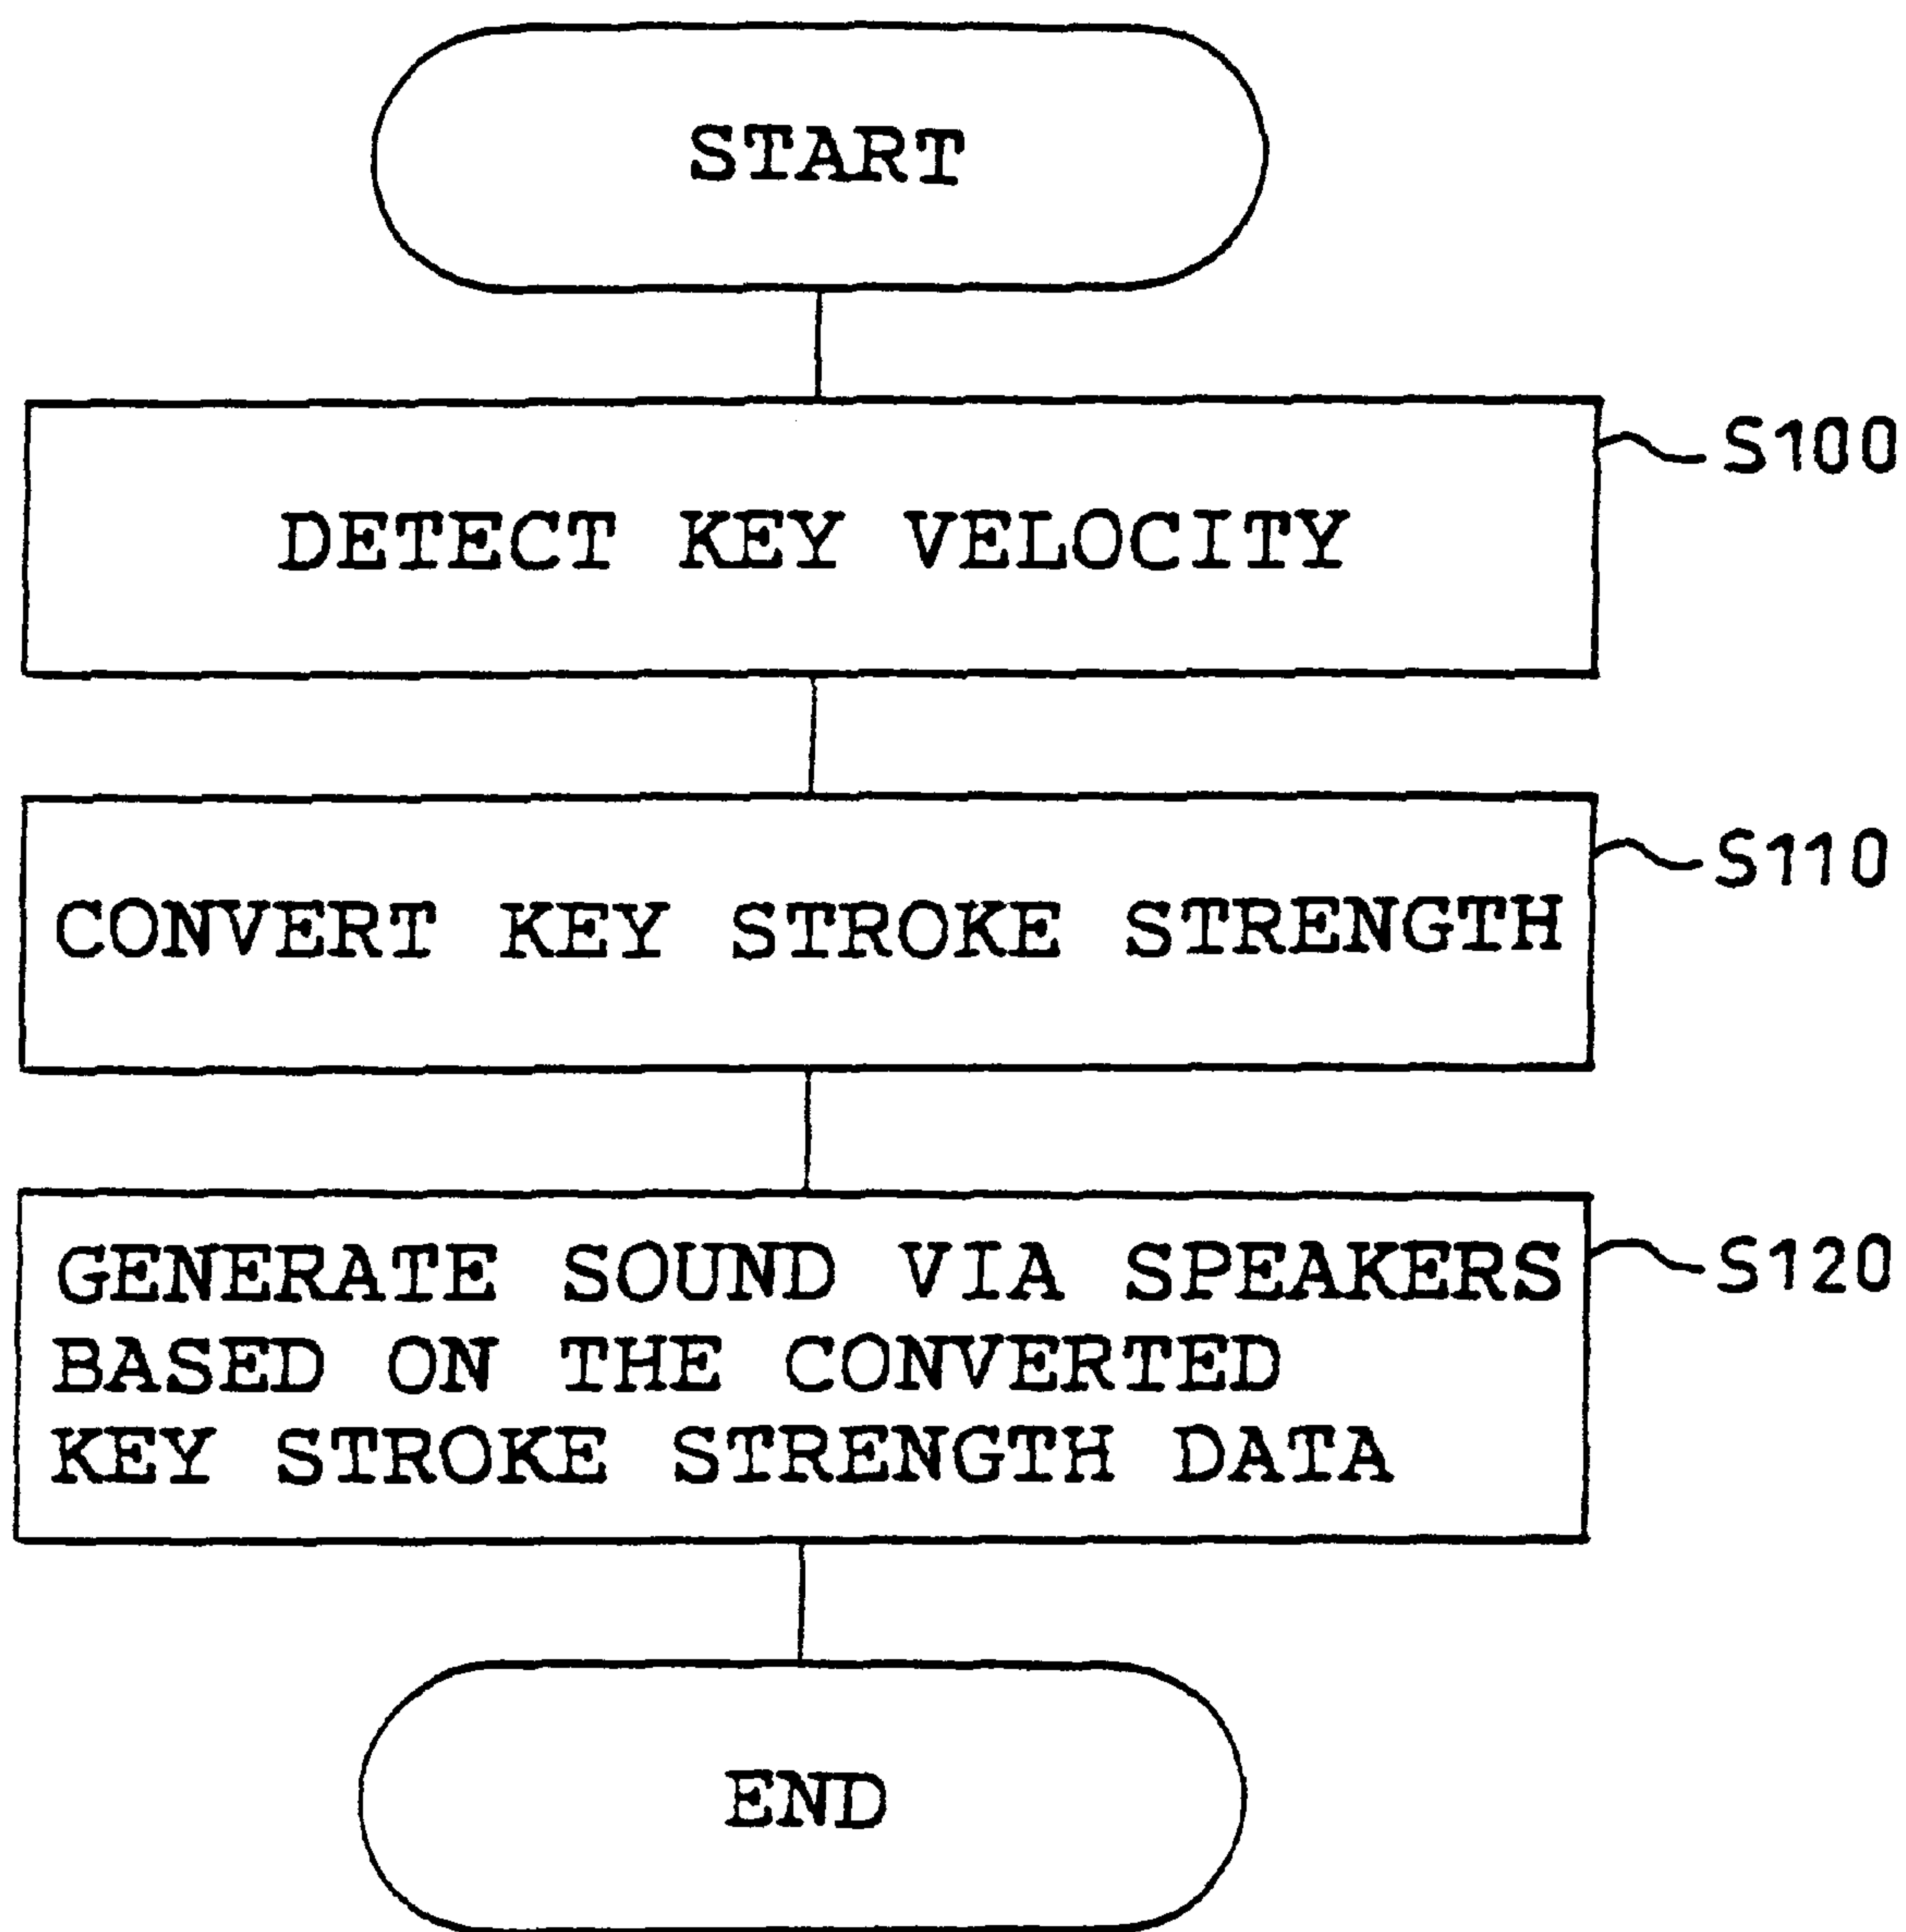 START
S100
DETECT KEY VELOCITY
S110
CONVERT KEY STROKE STRENGTH
GENERATE SOUND VIA SPEAKERS
S120
BASED ON THE CONVERTED
KEY STROKE STRENGTH DATA
END